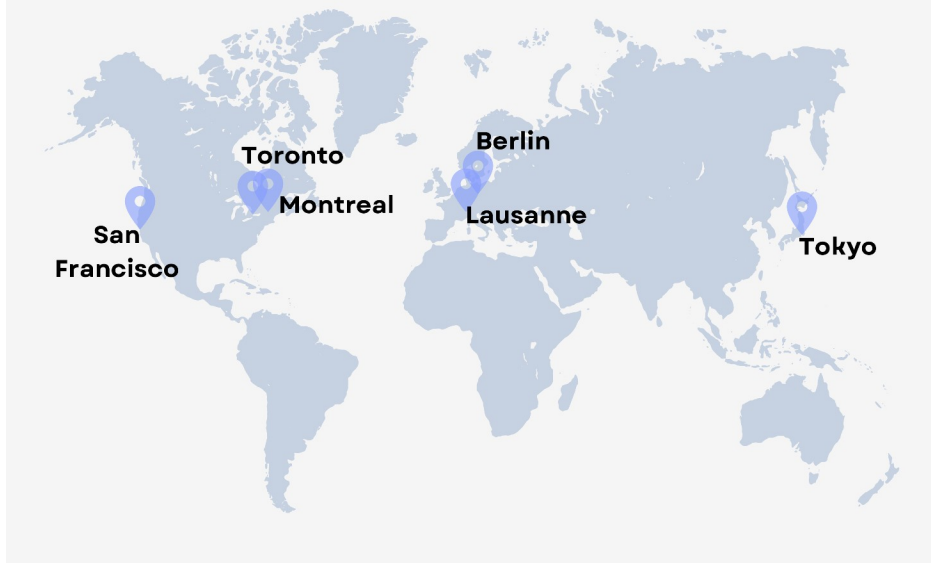 Berlin
Toronto
Montreal
Lausanne
San
Francisco
Tokyo